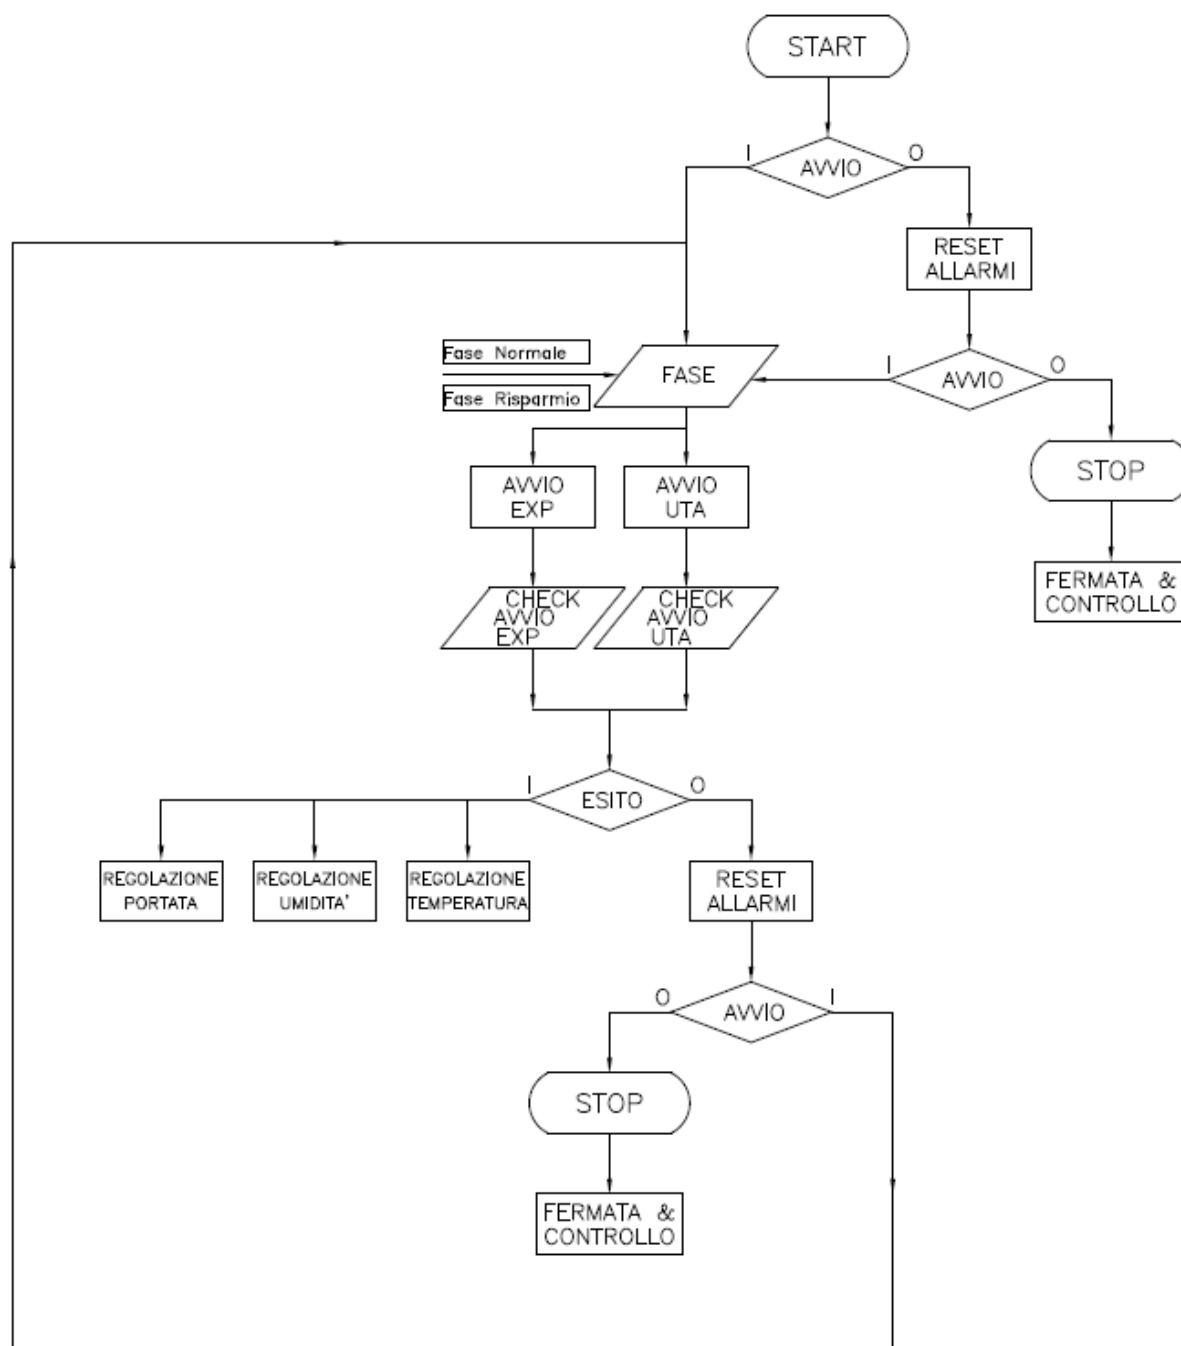 START
I
AVVIO
O
RESET
ALLARMI
Fase Normale
Fase Risparmio
FASE
I
AVVIO
O
STOP
FERMATA &
CONTROLLO
AVVIO
EXP
AVVIO
UTA
CHECK
AVVIO
EXP
CHECK
AVVIO
UTA
I
ESITO
O
REGOLAZIONE
PORTATA
REGOLAZIONE
UMIDITA'
REGOLAZIONE
TEMPERATURA
RESET
ALLARMI
O
AVVIO
I
STOP
FERMATA &
CONTROLLO